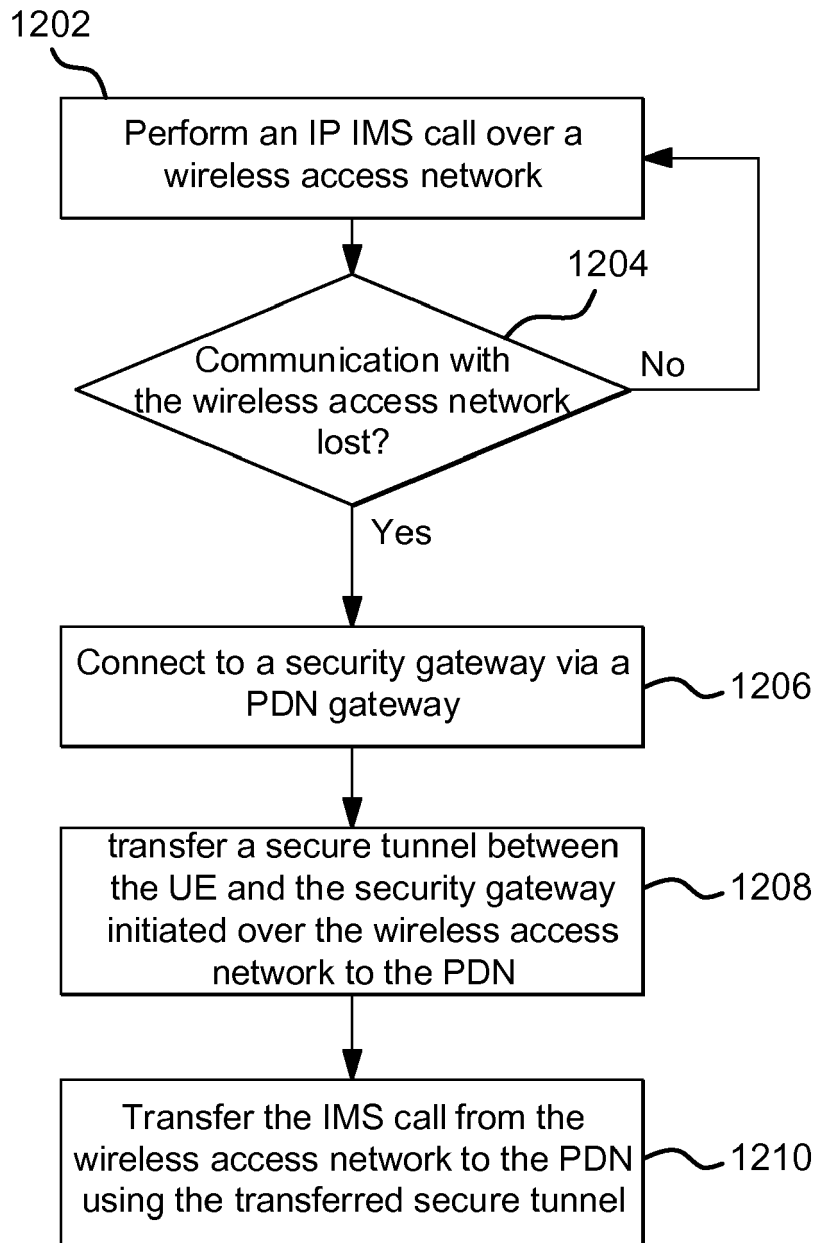 1202
Perform an IP IMS call over a
wireless access network
1204
Communication with
the wireless access network
lost?
No
Yes
Connect to a security gateway via a
PDN gateway
1206
transfer a secure tunnel between
the UE and the security gateway
initiated over the wireless access
network to the PDN
1208
Transfer the IMS call from the
wireless access network to the PDN
using the transferred secure tunnel
1210